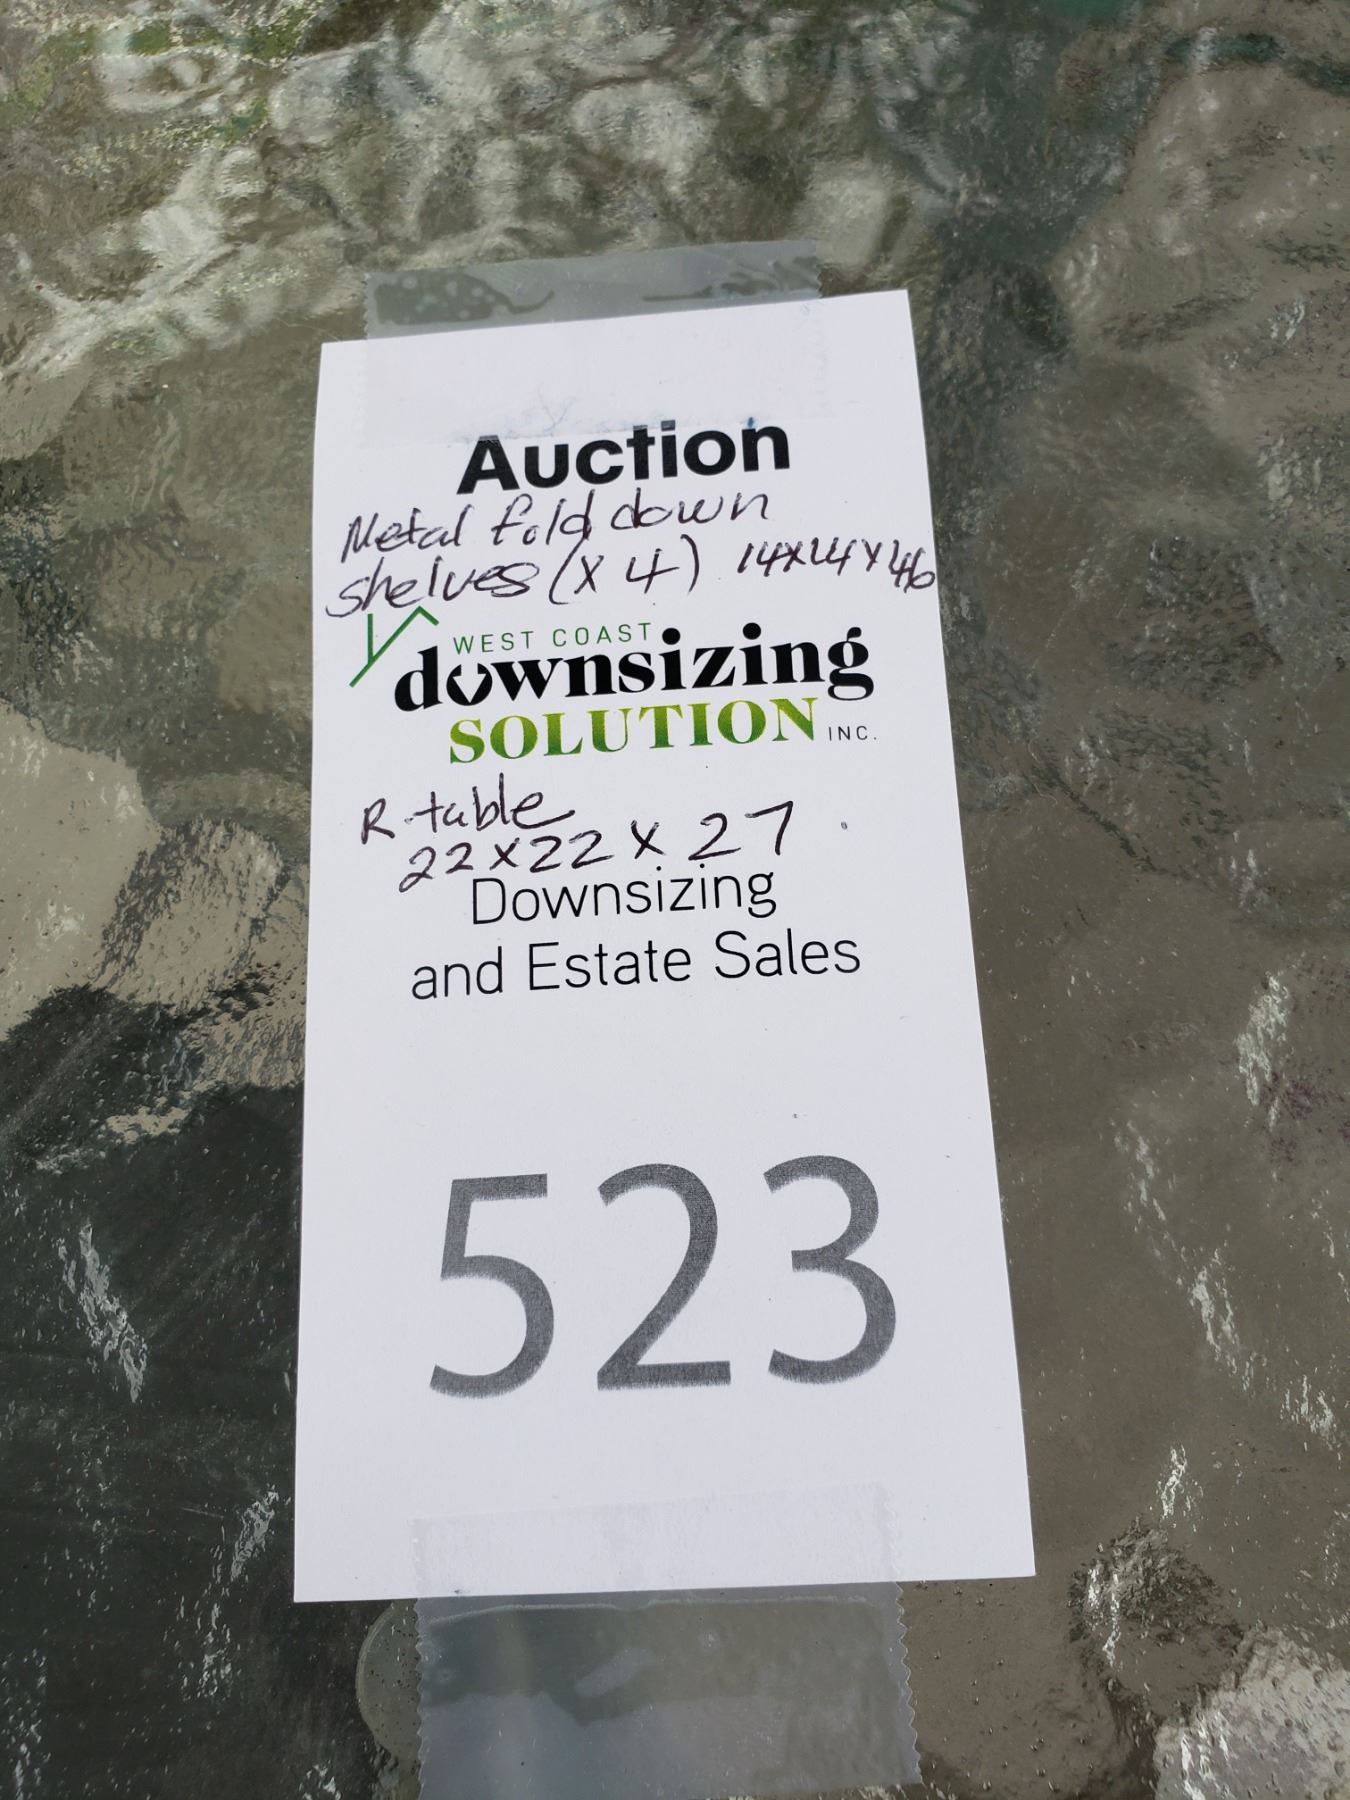 Auction
Metal fold down
shelves (x 4) 14x14x46
WEST COAST
downsizing
SOLUTION INC.
R. table
22x22x27
Downsizing
and Estate Sales
523